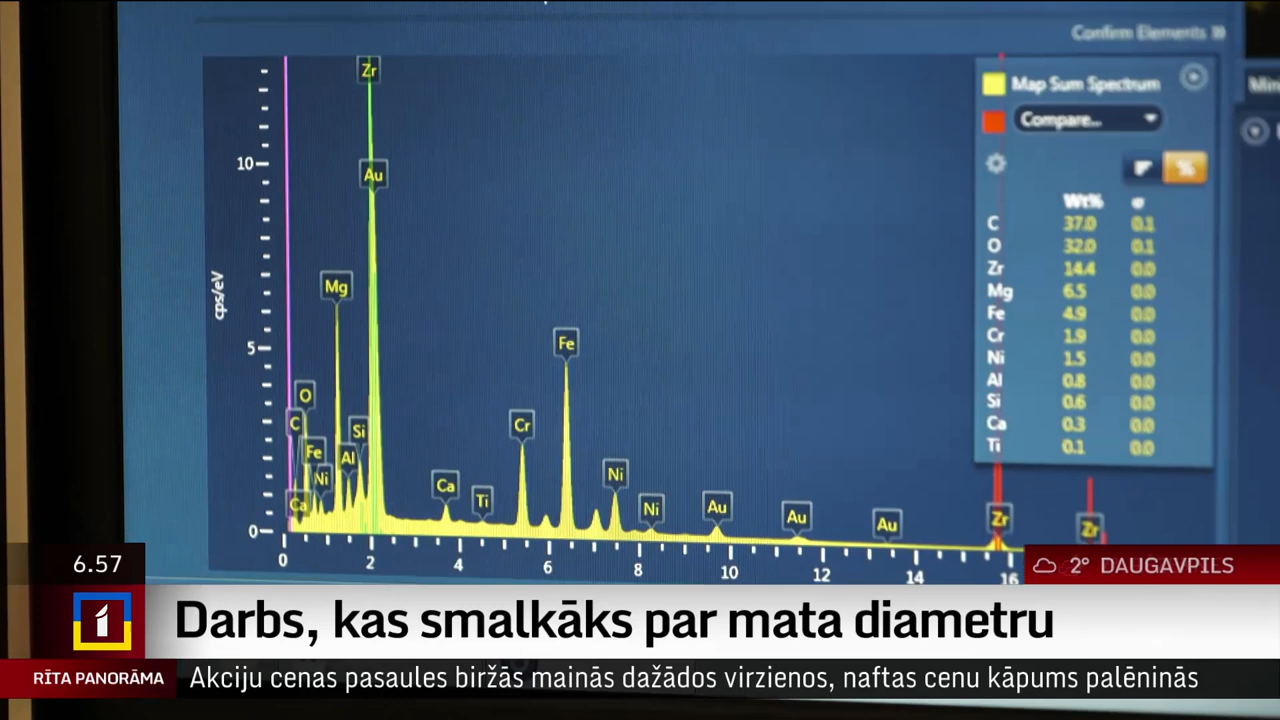 Confirm Elements
Zr
Map Sum Spectrum
Compare...
10
Au
%
Wt% σ
C 37.0 0.1
O 32.0 0.1
Zr 14.4 0.0
Mg 6.5 0.0
Fe 4.9 0.0
Cr 1.9 0.0
Ni 1.5 0.0
Al 0.8 0.0
Si 0.6 0.0
Ca 0.3 0.0
Ti 0.1 0.0
cps/eV
Mg
5
Fe
O
C
Si
Cr
Fe
Al
Ni
Ni
Ca
Ti
Ca
Ni
Au
Au
Au
Zr
Zr
0
0 2 4 6 8 10 12 14 16
6.57
2° DAUGAVPILS
1
Darbs, kas smalkāks par mata diametru
RĪTA PANORĀMA
Akciju cenas pasaules biržās mainās dažādos virzienos, naftas cenu kāpums palēninās